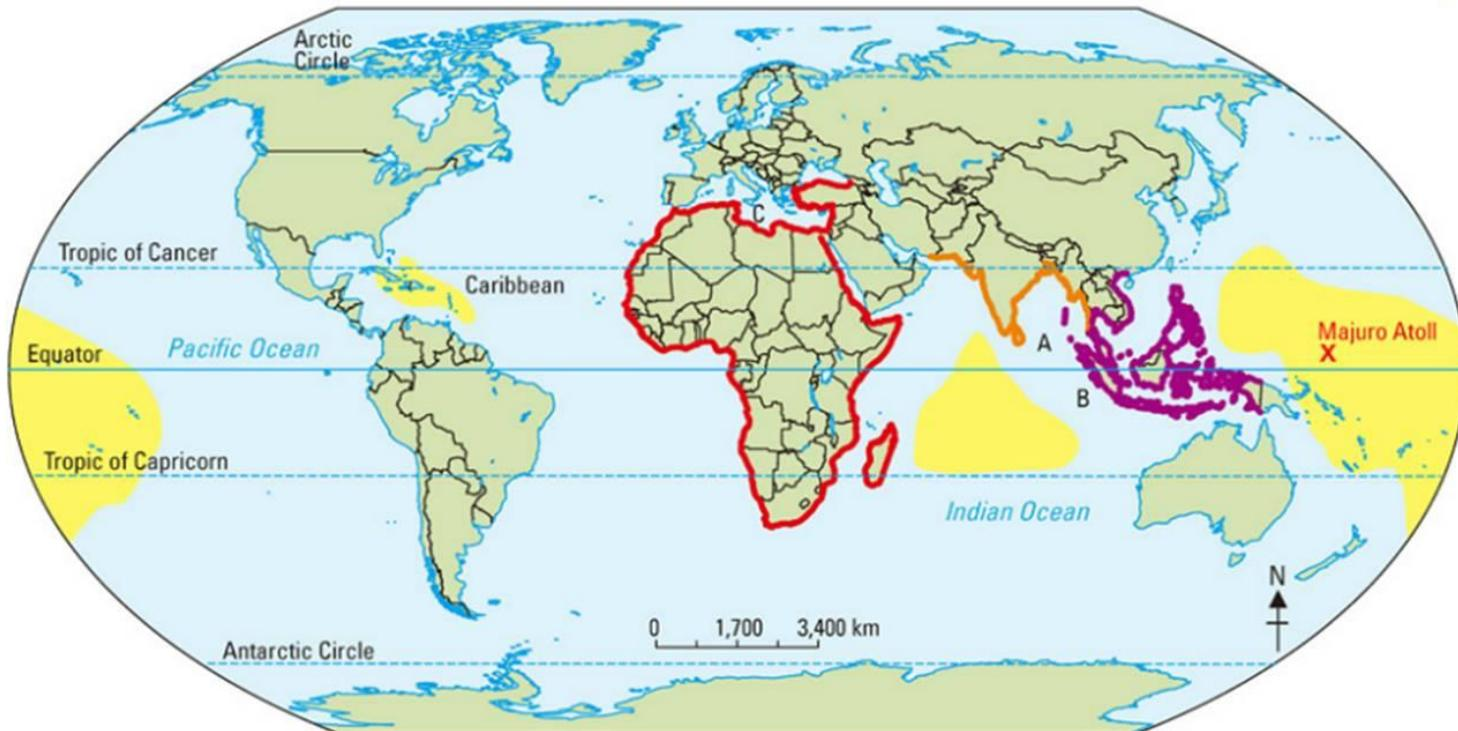 Arctic
Circle
C
Tropic of Cancer
Caribbean
Majuro Atoll
X
A
Pacific Ocean
Equator
B
Tropic of Capricorn
Indian Ocean
N
0 1,700 3,400 km
Antarctic Circle